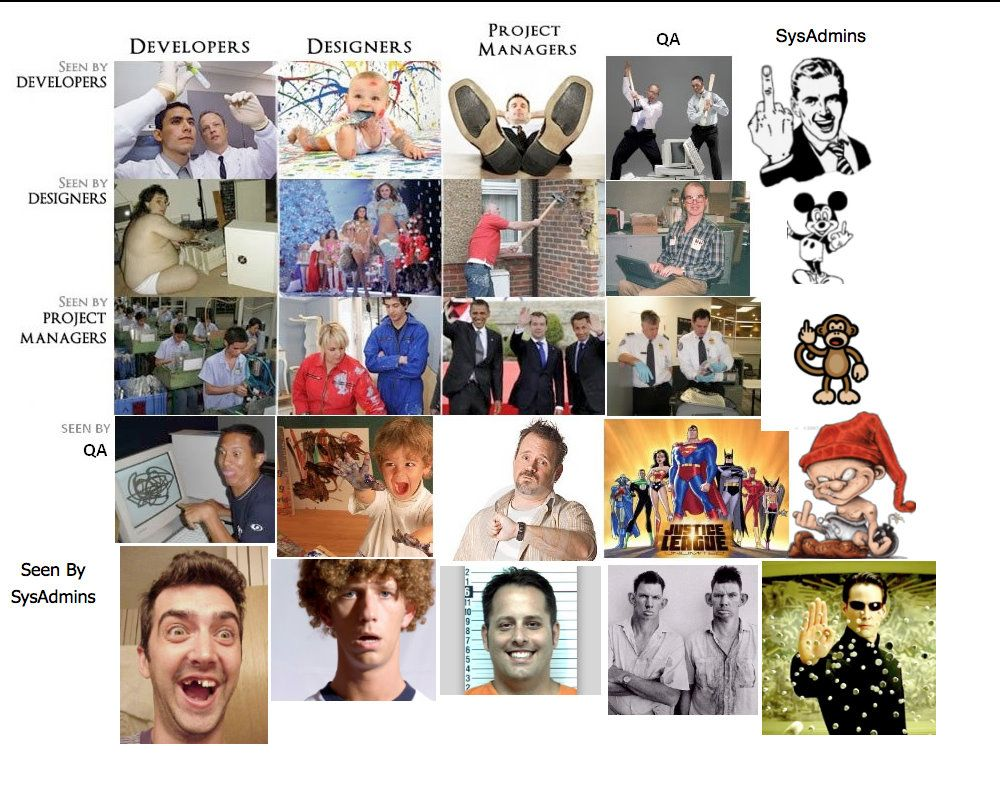 DEVELOPERS
DESIGNERS
PROJECT
MANAGERS
QA
SysAdmins
SEEN BY
DEVELOPERS
SEEN BY
DESIGNERS
SEEN BY
PROJECT
MANAGERS
SEEN BY
QA
JUSTICE
LEAGUE
UNLIMITED
Seen By
SysAdmins